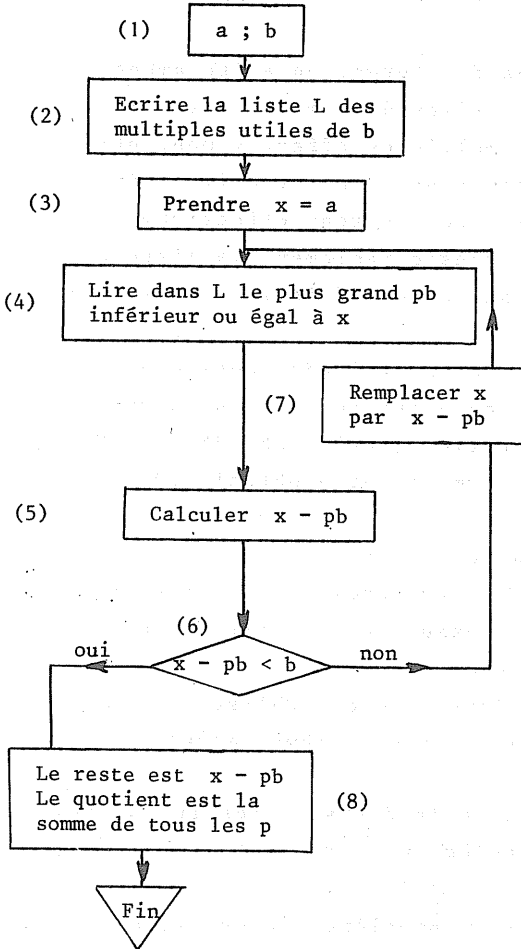 (1)
a ; b
(2)
Ecrire la liste L des
multiples utiles de b
(3)
Prendre x = a
(4)
Lire dans L le plus grand pb
inférieur ou égal à x
(7)
Remplacer x
par x - pb
(5)
Calculer x - pb
(6)
oui
x - pb < b
non
Le reste est x - pb
Le quotient est la
somme de tous les p
(8)
Fin